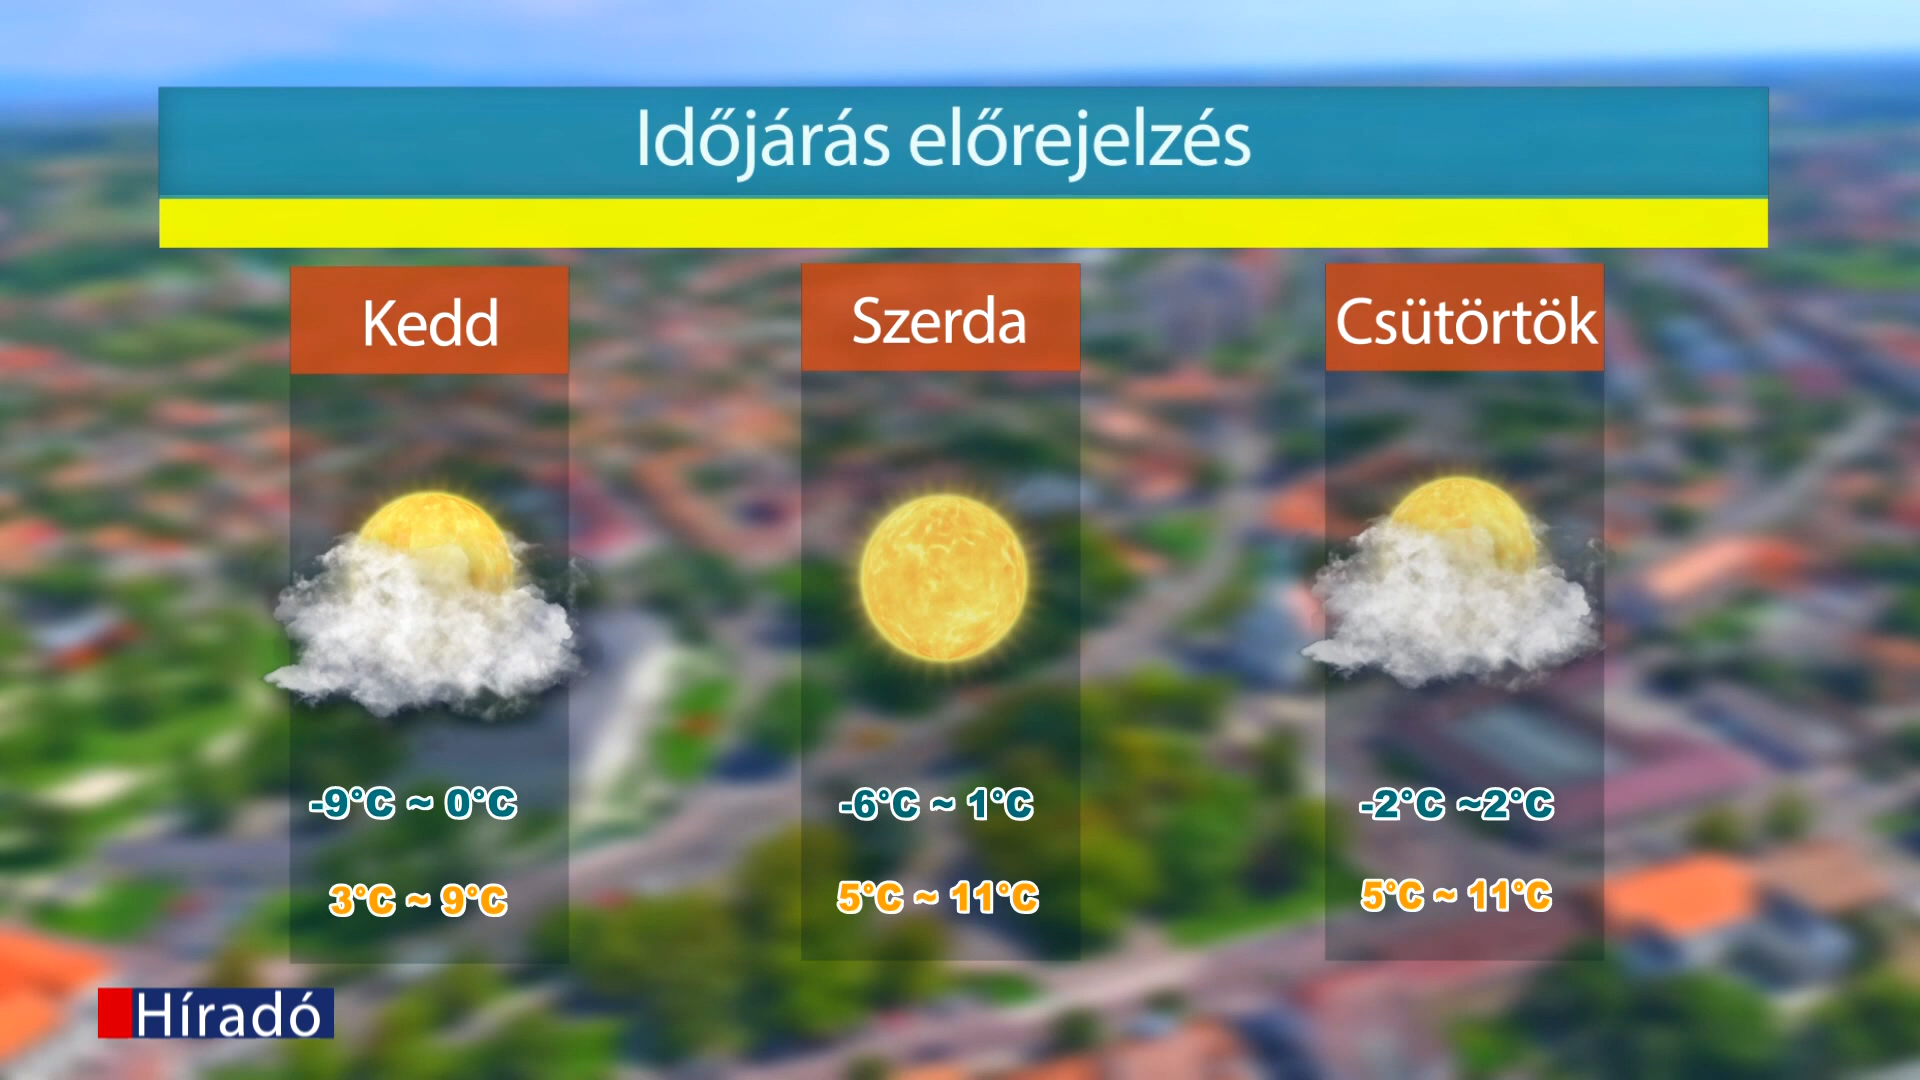 Időjárás előrejelzés
Kedd
Szerda
Csütörtök
-9°C ~ 0°C
-6°C ~ 1°C
-2°C ~2°C
3°C ~ 9°C
5°C ~ 11°C
5°C ~ 11°C
Híradó